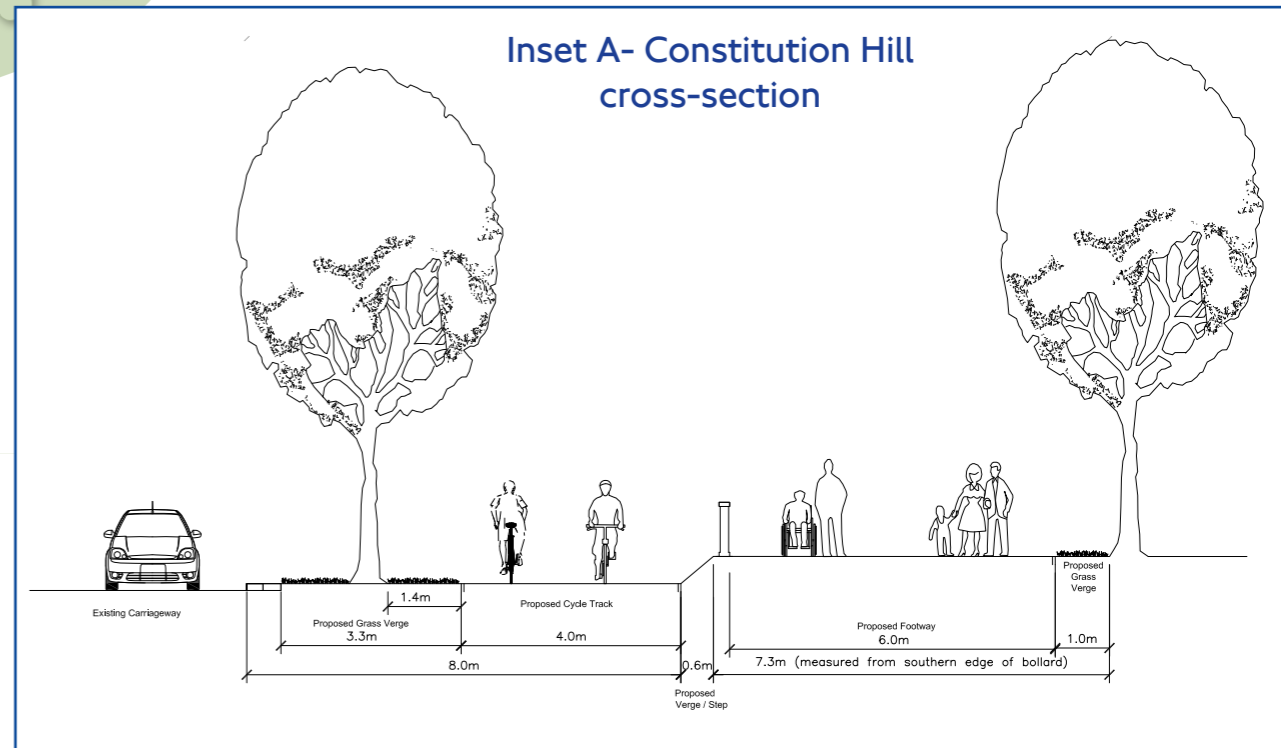 Inset A- Constitution Hill
cross-section
Existing Carriageway
1.4m
Proposed Grass Verge
3.3m
Proposed Cycle Track
4.0m
8.0m
0.6m
Proposed
Verge / Step
Proposed Footway
6.0m
7.3m (measured from southern edge of bollard)
Proposed
Grass
Verge
1.0m